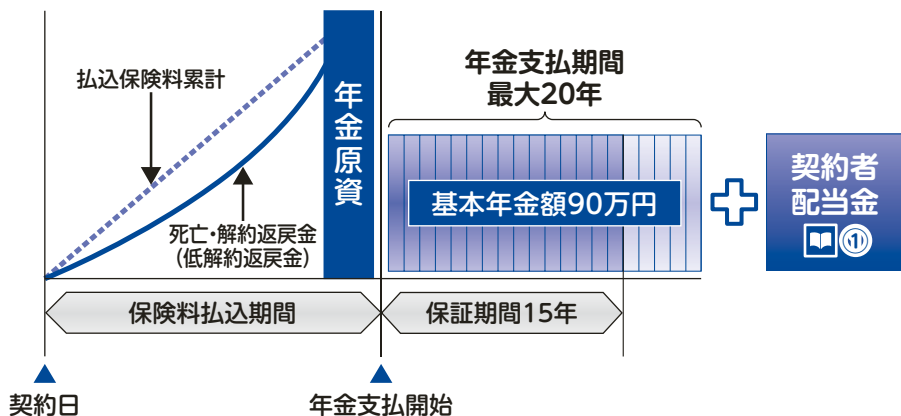 払込保険料累計
死亡・解約返戻金
(低解約返戻金)
年金原資
年金支払期間
最大20年
基本年金額90万円
契約者
配当金
1
保険料払込期間
保証期間15年
契約日
年金支払開始